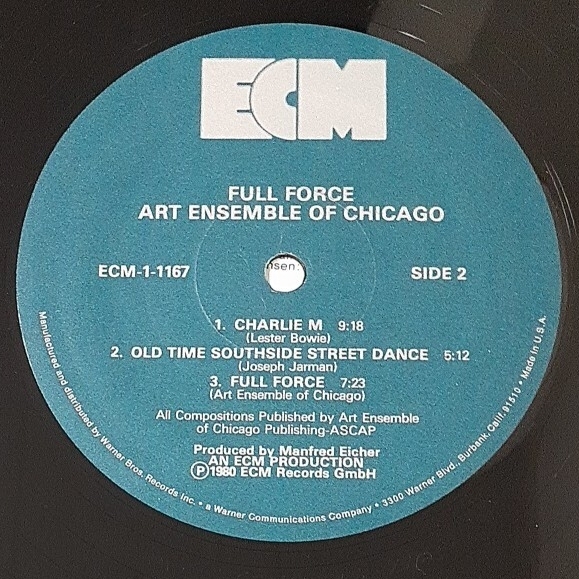 ECM
FULL FORCE
ART ENSEMBLE OF CHICAGO
ECM-1-1167
nsen:
SIDE 2
1. CHARLIE M 9:18
(Lester Bowie)
2. OLD TIME SOUTHSIDE STREET DANCE 5:12
(Joseph Jarman)
3. FULL FORCE 7:23
(Art Ensemble of Chicago)
All Compositions Published by Art Ensemble
of Chicago Publishing-ASCAP
Produced by Manfred Eicher
AN ECM PRODUCTION
Ⓟ1980 ECM Records GmbH
Manufactured and distributed by Warner Bros. Records Inc. • a Warner Communications Company • 3300 Warner Blvd., Burbank, Calif. 91510 • Made in U.S.A.